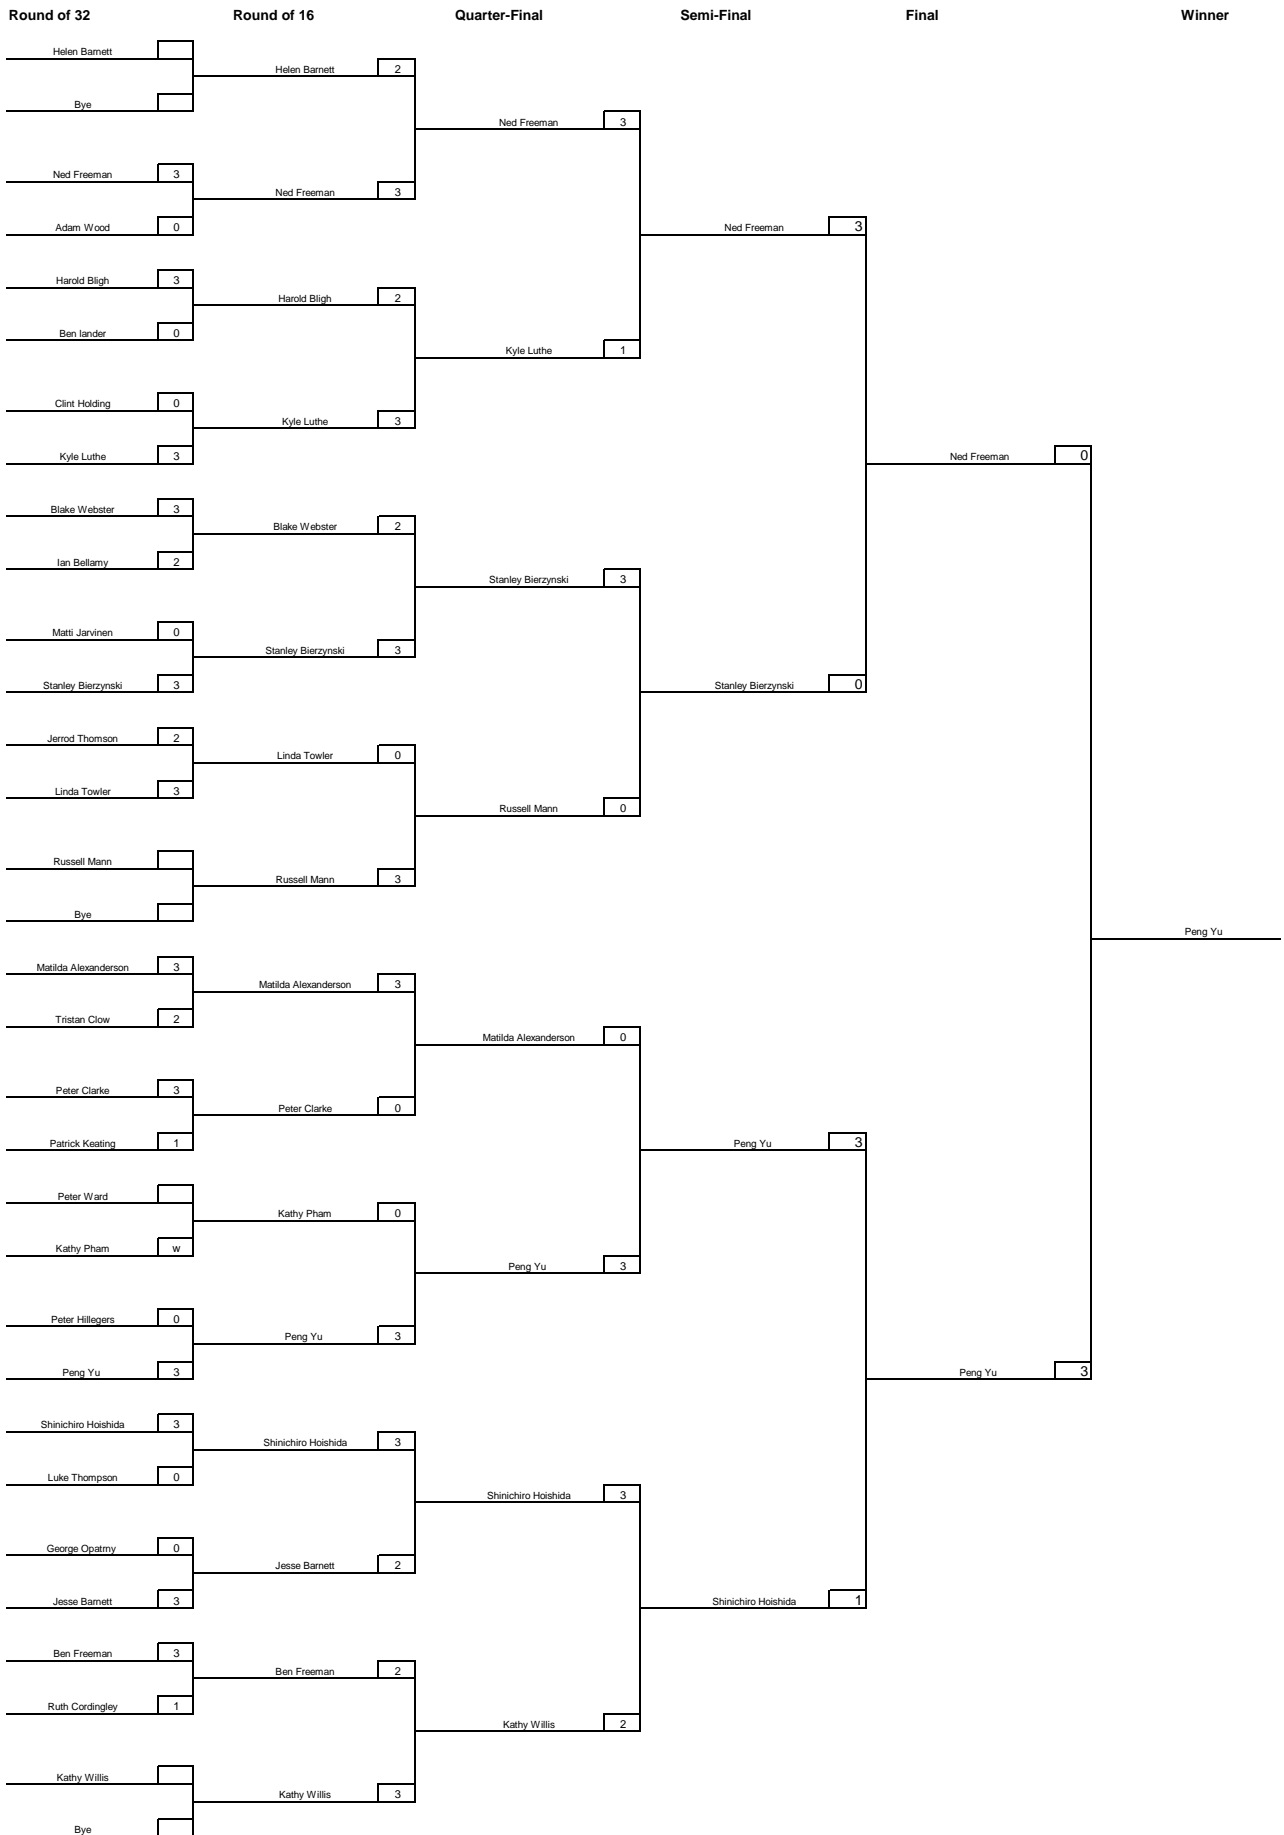 Round of 32 Round of 16 Quarter-Final Semi-Final Final Winner
Helen Barnett
Helen Barnett 2
Bye
Ned Freeman 3
Ned Freeman 3
Ned Freeman 3
Adam Wood 0
Ned Freeman 3
Harold Bligh 3
Harold Bligh 2
Ben lander 0
Kyle Luthe 1
Clint Holding 0
Kyle Luthe 3
Kyle Luthe 3
Ned Freeman 0
Blake Webster 3
Blake Webster 2
Ian Bellamy 2
Stanley Bierzynski 3
Matti Jarvinen 0
Stanley Bierzynski 3
Stanley Bierzynski 3
Stanley Bierzynski 0
Jerrod Thomson 2
Linda Towler 0
Linda Towler 3
Russell Mann 0
Russell Mann
Russell Mann 3
Bye
Peng Yu
Matilda Alexanderson 3
Matilda Alexanderson 3
Tristan Clow 2
Matilda Alexanderson 0
Peter Clarke 3
Peter Clarke 0
Patrick Keating 1
Peng Yu 3
Peter Ward
Kathy Pham 0
Kathy Pham w
Peng Yu 3
Peter Hillegers 0
Peng Yu 3
Peng Yu 3
Peng Yu 3
Shinichiro Hoishida 3
Shinichiro Hoishida 3
Luke Thompson 0
Shinichiro Hoishida 3
George Opatrny 0
Jesse Barnett 2
Jesse Barnett 3
Shinichiro Hoishida 1
Ben Freeman 3
Ben Freeman 2
Ruth Cordingley 1
Kathy Willis 2
Kathy Willis
Kathy Willis 3
Bye